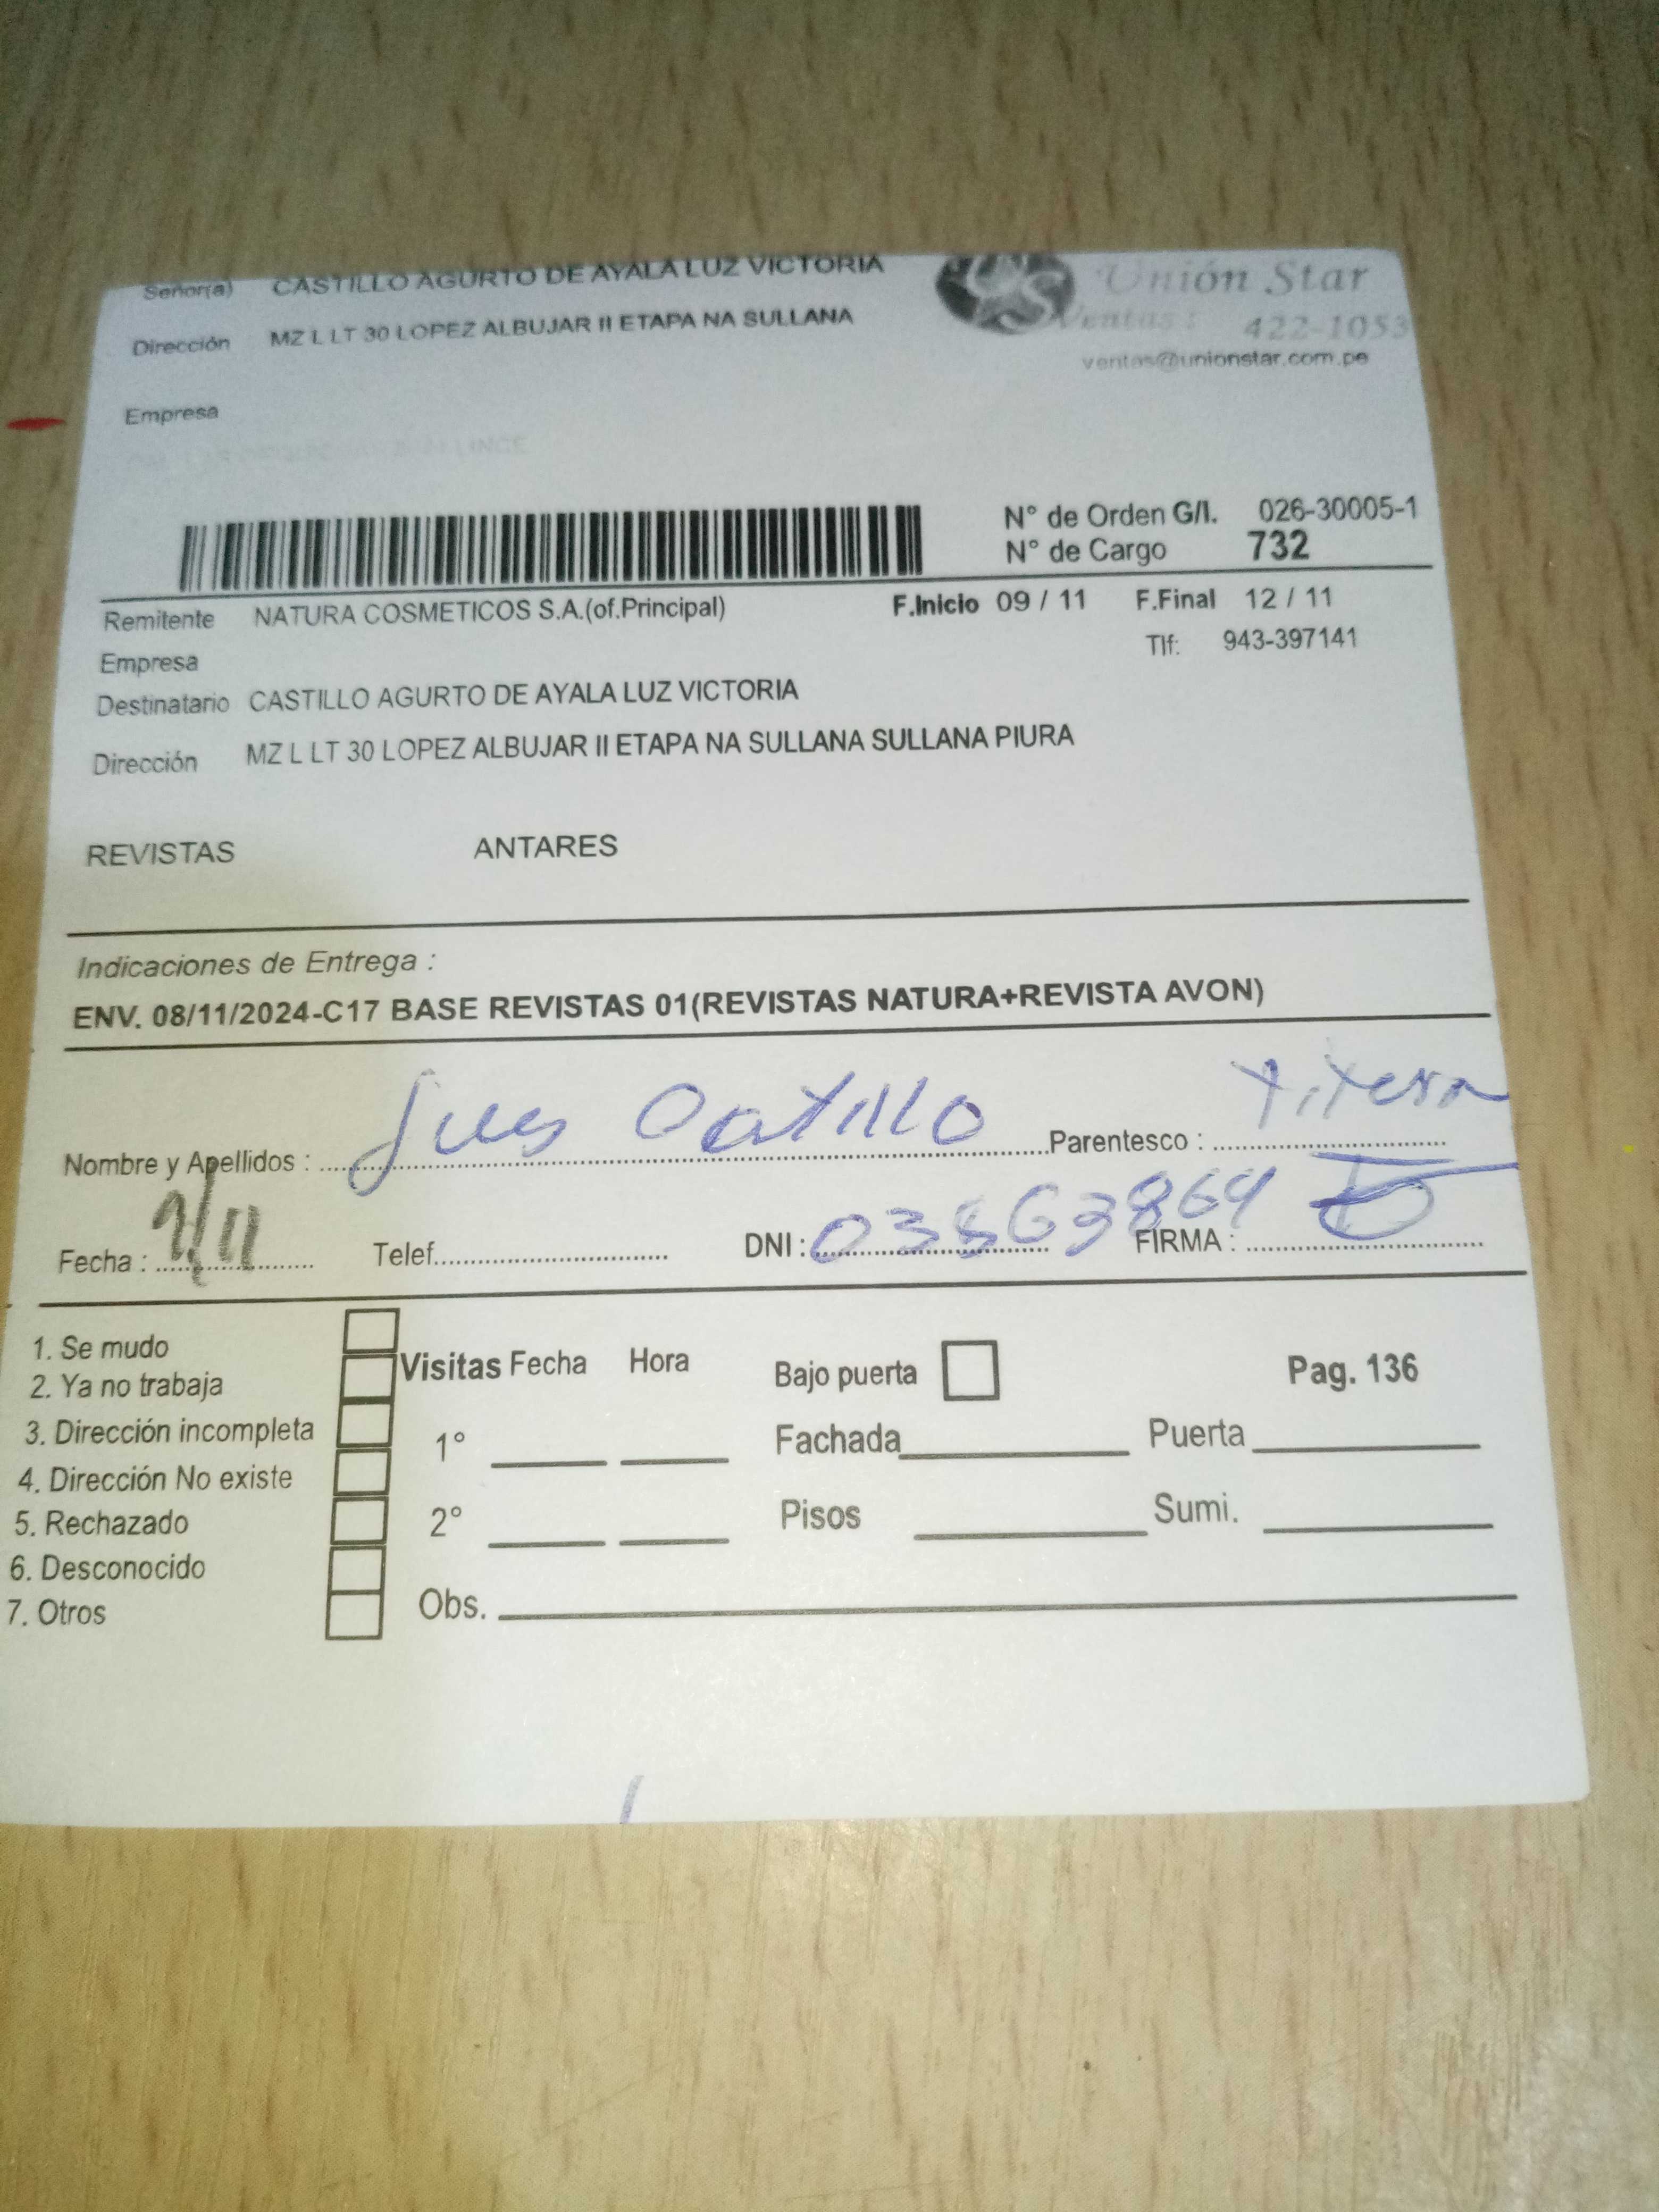 Señor(a) CASTILLO AGURTO DE AYALA LUZ VICTORIA
Unión Star
Dirección MZ L LT 30 LOPEZ ALBUJAR II ETAPA NA SULLANA
Ventas: 422-1053
ventas@unionstar.com.pe
Empresa
N° de Orden G/I. 026-30005-1
N° de Cargo 732
Remitente NATURA COSMETICOS S.A.(of.Principal) F.Inicio 09 / 11 F.Final 12 / 11
Empresa Tlf: 943-397141
Destinatario CASTILLO AGURTO DE AYALA LUZ VICTORIA
Dirección MZ L LT 30 LOPEZ ALBUJAR II ETAPA NA SULLANA SULLANA PIURA
REVISTAS ANTARES
Indicaciones de Entrega :
ENV. 08/11/2024-C17 BASE REVISTAS 01(REVISTAS NATURA+REVISTA AVON)
Nombre y Apellidos : Parentesco :
Fecha : Telef. DNI : FIRMA :
1. Se mudo
2. Ya no trabaja
3. Dirección incompleta
4. Dirección No existe
5. Rechazado
6. Desconocido
7. Otros
Visitas Fecha Hora
1°
2°
Bajo puerta Pag. 136
Fachada Puerta
Pisos Sumi.
Obs.